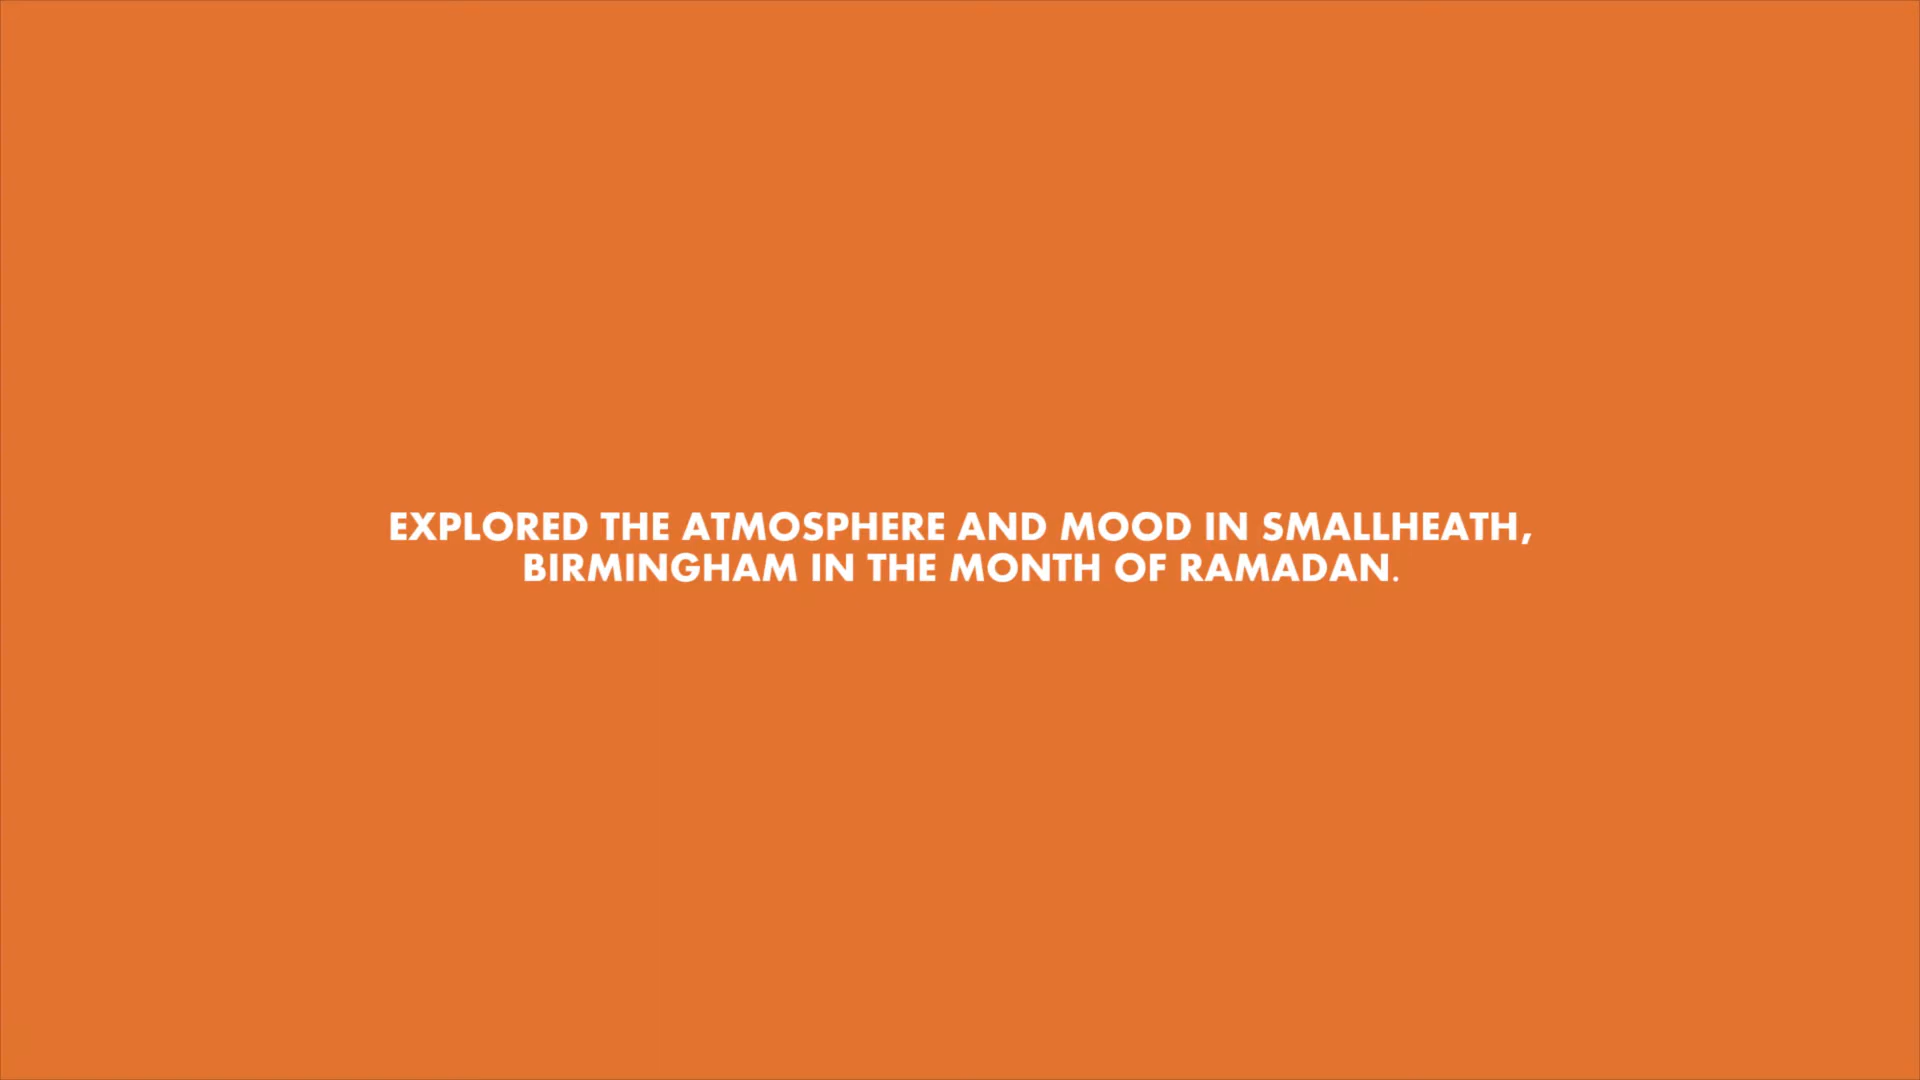 EXPLORED THE ATMOSPHERE AND MOOD IN SMALLHEATH,
BIRMINGHAM IN THE MONTH OF RAMADAN.